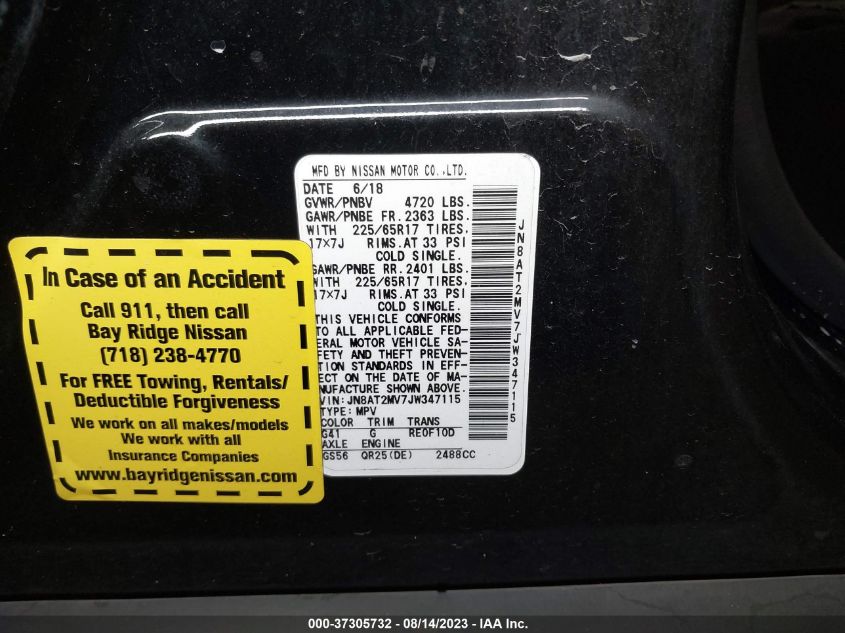 MFD BY NISSAN MOTOR CO.,LTD.
DATE 6/18
GVWR/PNBV 4720 LBS.
GAWR/PNBE FR. 2363 LBS.
WITH 225/65R17 TIRES.
17×7J RIMS.AT 33 PSI
COLD SINGLE.
GAWR/PNBE RR. 2401 LBS.
WITH 225/65R17 TIRES.
17×7J RIMS.AT 33 PSI
COLD SINGLE.
THIS VEHICLE CONFORMS
TO ALL APPLICABLE FED-
ERAL MOTOR VEHICLE SA-
FETY AND THEFT PREVEN-
TION STANDARDS IN EFF-
ECT ON THE DATE OF MA-
NUFACTURE SHOWN ABOVE.
VIN: JN8AT2MV7JW347115
TYPE: MPV
COLOR TRIM TRANS
G41 G RE0F10D
AXLE ENGINE
GS56 QR25(DE) 2488CC
JN8AT2MV7JW347115
In Case of an Accident
Call 911, then call
Bay Ridge Nissan
(718) 238-4770
For FREE Towing, Rentals/
Deductible Forgiveness
We work on all makes/models
We work with all
Insurance Companies
www.bayridgenissan.com
000-37305732 - 08/14/2023 - IAA Inc.